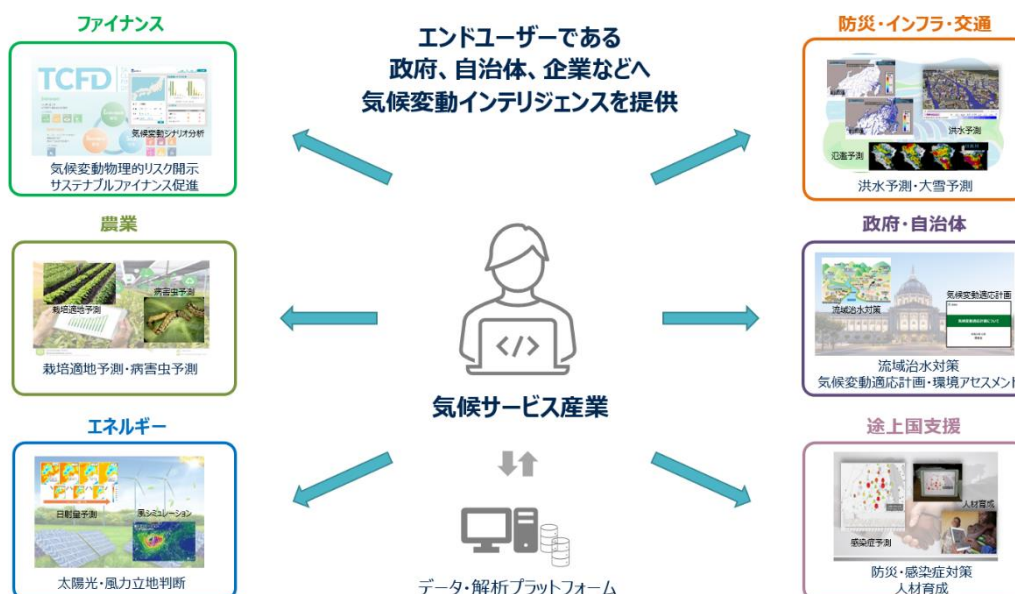 ファイナンス
TCFD
気候変動シナリオ分析
気候変動物理的リスク開示
サステナブルファイナンス促進
農業
栽培適地予測
病害虫予測
栽培適地予測・病害虫予測
エネルギー
日射量予測
風シミュレーション
太陽光・風力立地判断
エンドユーザーである
政府、自治体、企業などへ
気候変動インテリジェンスを提供
</>
気候サービス産業
データ・解析プラットフォーム
防災・インフラ・交通
洪水予測
氾濫予測
洪水予測・大雪予測
政府・自治体
流域治水対策
気候変動適応計画
流域治水対策
気候変動適応計画・環境アセスメント
途上国支援
感染症予測
人材育成
防災・感染症対策
人材育成